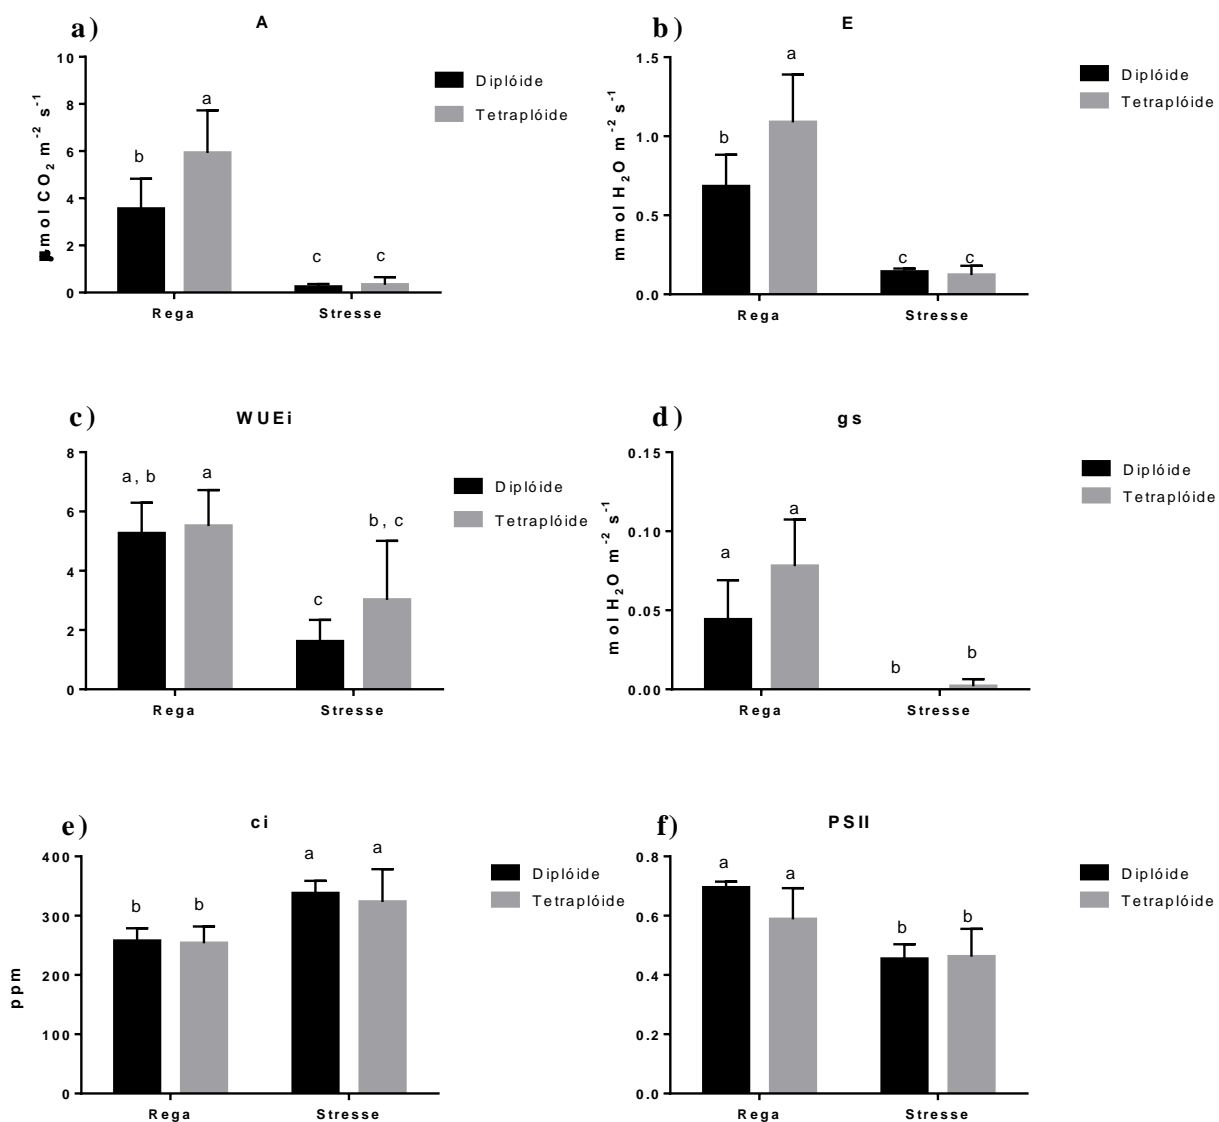 a)
A
10
8
6
4
2
0
mol CO2 m-2 s-1
b
a
c
c
Rega
Stresse
Diplóide
Tetraplóide
b)
E
1.5
1.0
0.5
0.0
mmol H2O m-2 s-1
b
a
c
c
Rega
Stresse
Diplóide
Tetraplóide
c)
WUEi
8
6
4
2
0
a, b
a
c
b, c
Rega
Stresse
Diplóide
Tetraplóide
d)
gs
0.15
0.10
0.05
0.00
mol H2O m-2 s-1
a
a
b
b
Rega
Stresse
Diplóide
Tetraplóide
e)
ci
400
300
200
100
0
ppm
b
b
a
a
Rega
Stresse
Diplóide
Tetraplóide
f)
PSII
0.8
0.6
0.4
0.2
0.0
a
a
b
b
Rega
Stresse
Diplóide
Tetraplóide